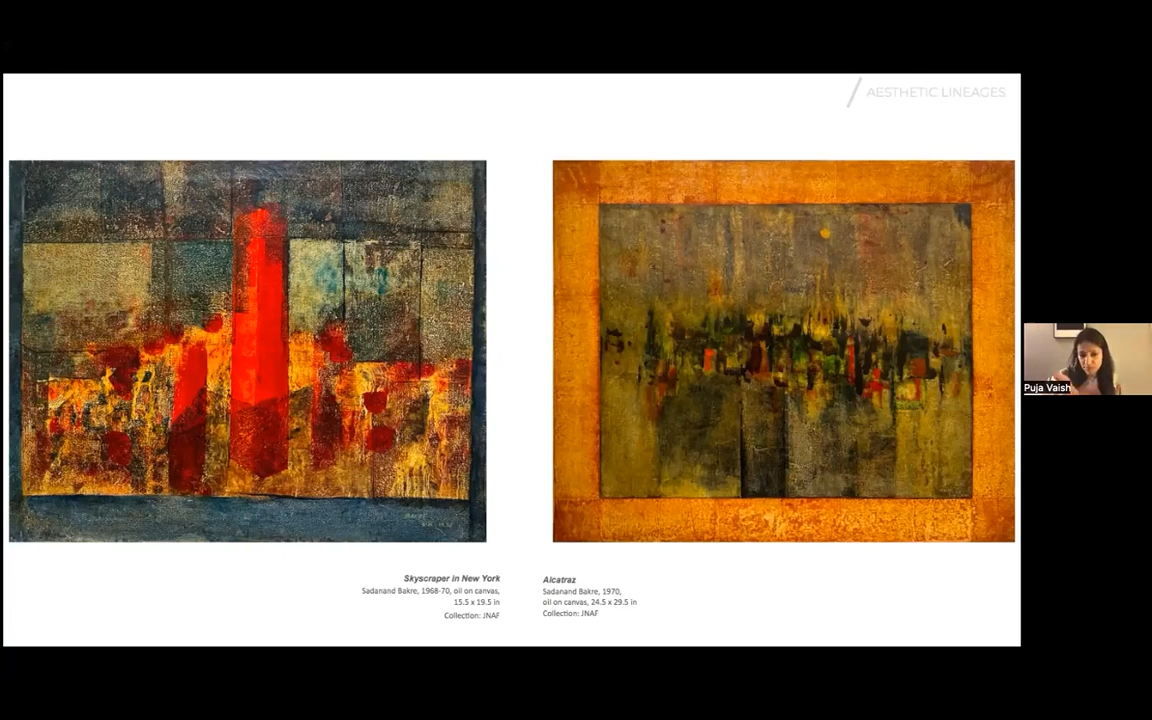 AESTHETIC LINEAGES
Skyscraper in New York
Sadanand Bakre, 1968-70, oil on canvas,
15.5 x 19.5 in
Collection: JNAF
Alcatraz
Sadanand Bakre, 1970,
oil on canvas, 24.5 x 29.5 in
Collection: JNAF
Puja Vaish